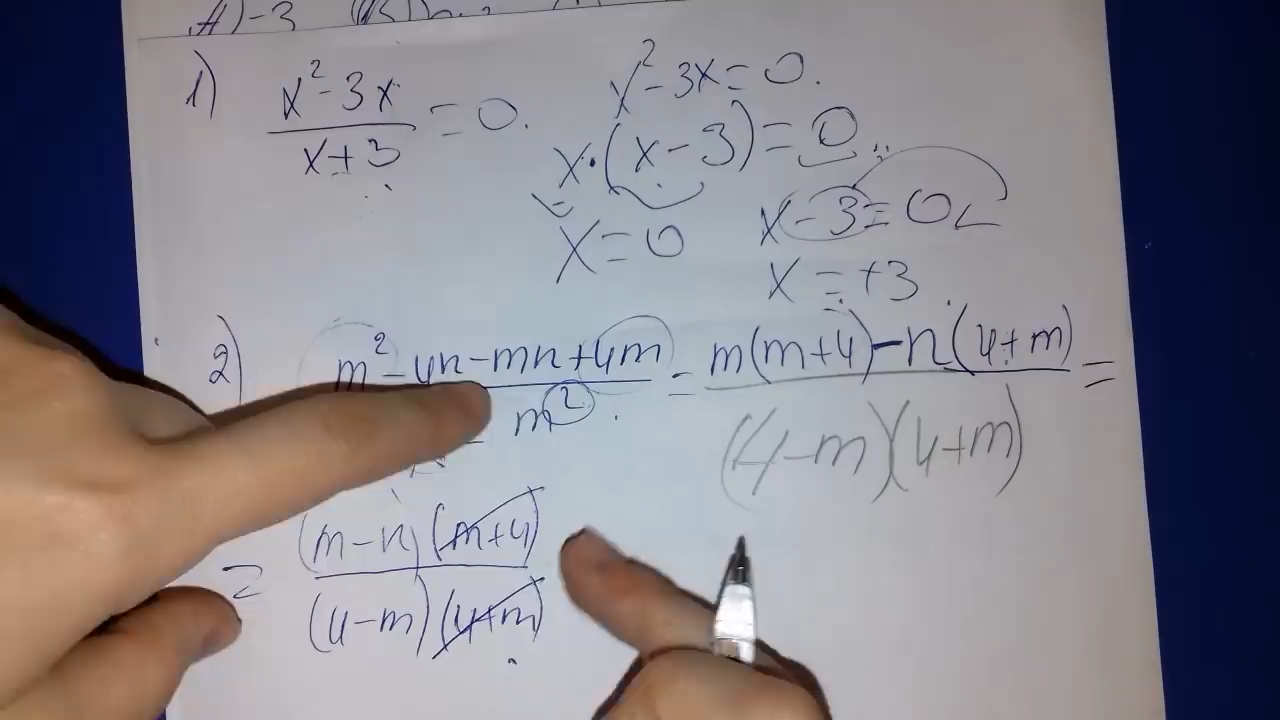 A) -3
1) (x² - 3x)/(x + 3) = 0.
x² - 3x = 0.
x · (x - 3) = 0
x = 0
x - 3 = 0
x = +3
2) (m² - 4n - mn + 4m)/( - m²) = (m(m+4) - n(4+m))/((4-m)(4+m)) =
= ((m-n)(m+4))/((4-m)(4+m))